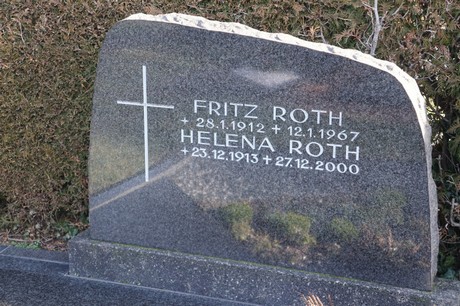 FRITZ ROTH
+ 28.1.1912 + 12.1.1967
HELENA ROTH
+ 23.12.1913 + 27.12.2000